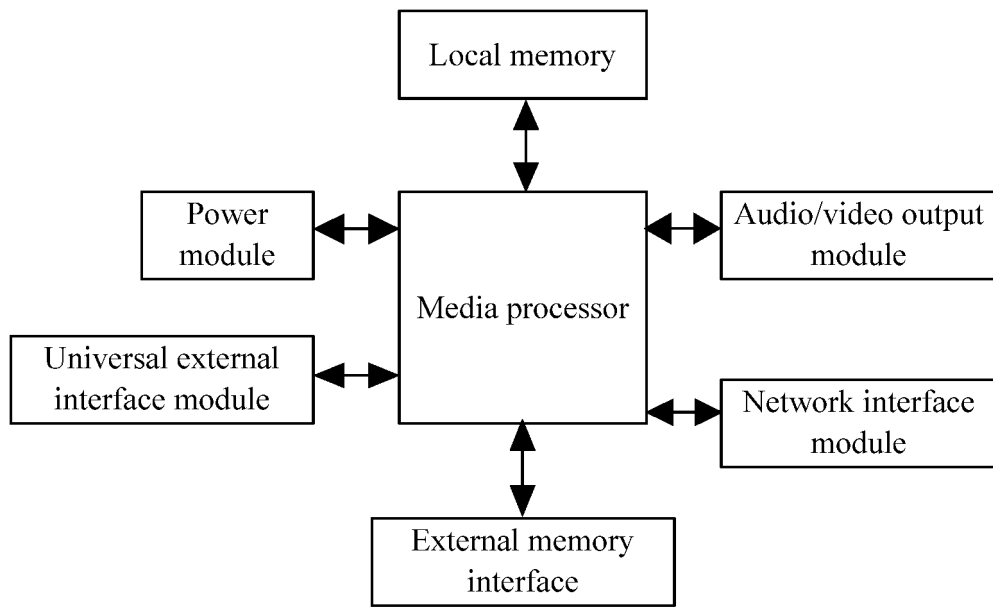 Local memory
Power
module
Audio/video output
module
Media processor
Universal external
interface module
Network interface
module
External memory
interface